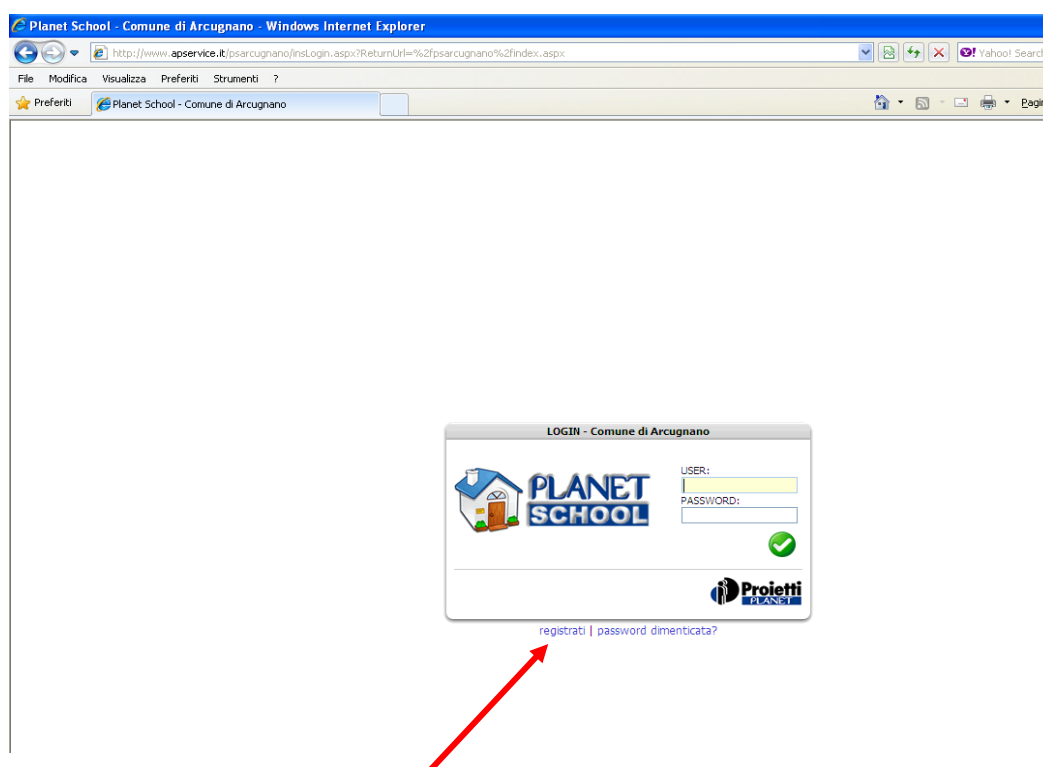 Planet School - Comune di Arcugnano - Windows Internet Explorer
http://www.apservice.it/psarcugnano/insLogin.aspx?ReturnUrl=%2fpsarcugnano%2findex.aspx
Yahoo! Search
File Modifica Visualizza Preferiti Strumenti ?
Preferiti Planet School - Comune di Arcugnano
LOGIN - Comune di Arcugnano
PLANET
SCHOOL
USER:
PASSWORD:
Proietti
PLANET
registrati | password dimenticata?